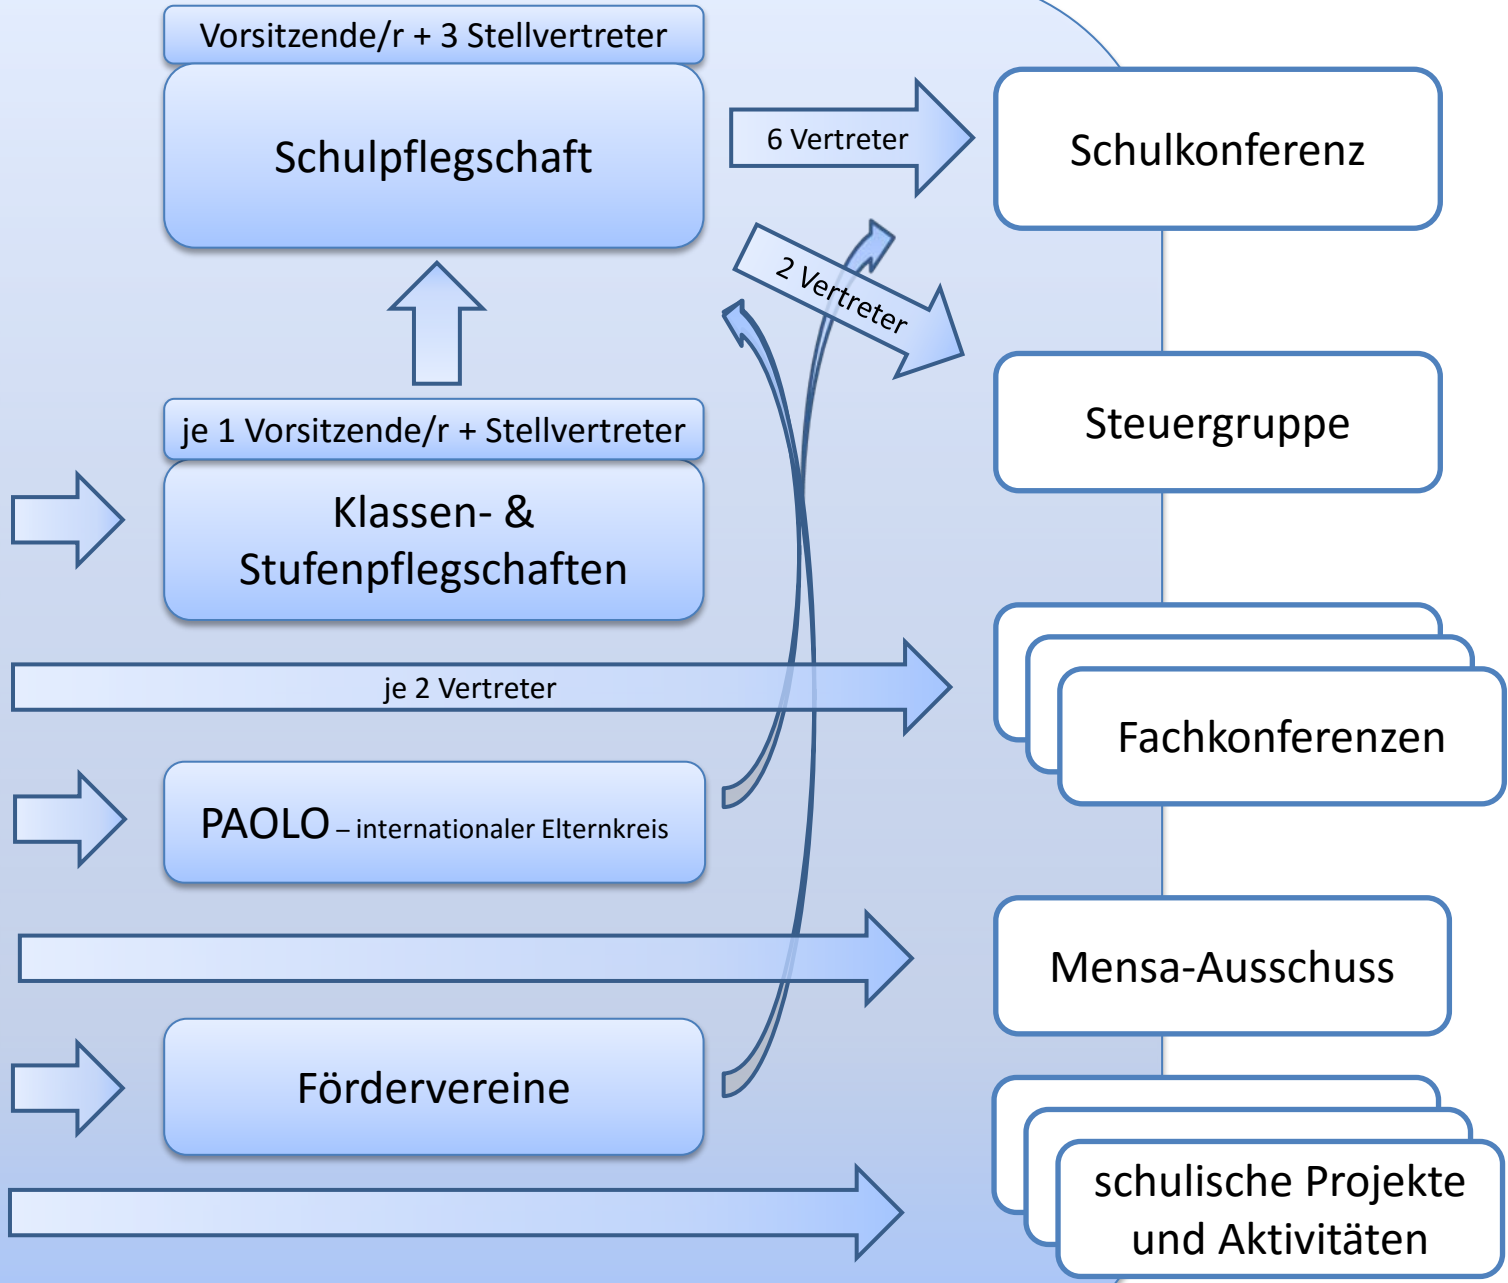 Vorsitzende/r + 3 Stellvertreter
Schulpflegschaft
6 Vertreter
Schulkonferenz
2 Vertreter
Steuergruppe
je 1 Vorsitzende/r + Stellvertreter
Klassen- &
Stufenpflegschaften
je 2 Vertreter
Fachkonferenzen
PAOLO – internationaler Elternkreis
Mensa-Ausschuss
Fördervereine
schulische Projekte
und Aktivitäten